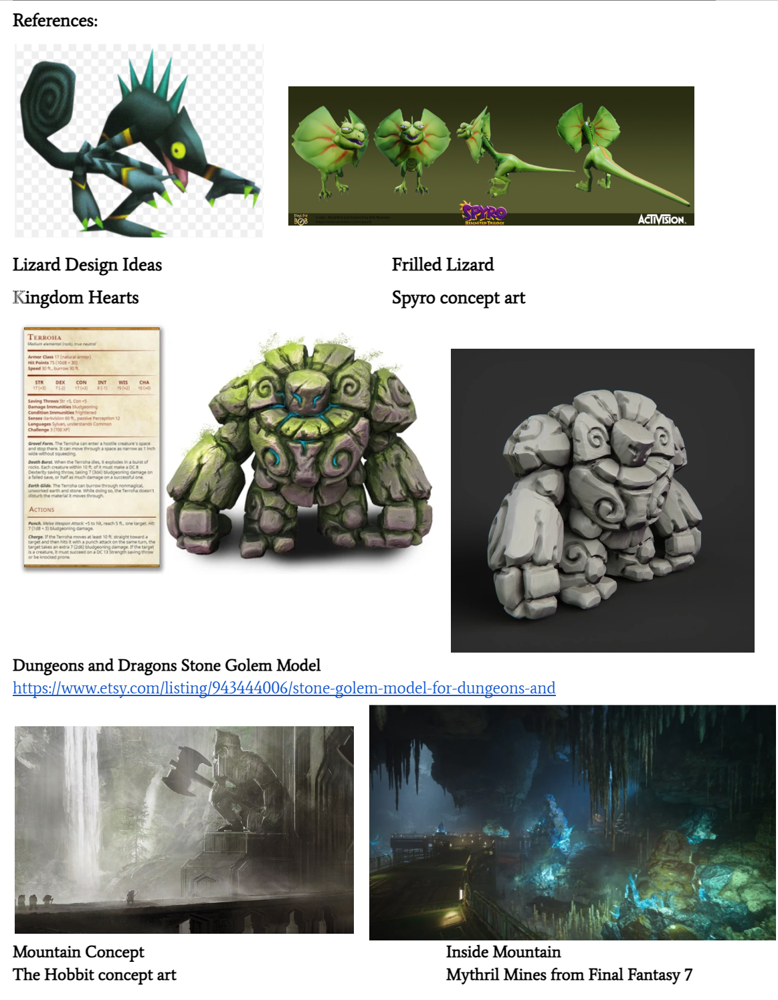 References:
TOYS FOR
BOB
SPYRO
REIGNITED TRILOGY
ACTIVISION.
Lizard Design Ideas
Frilled Lizard
Kingdom Hearts
Spyro concept art
TERROHA
Medium elemental (rock), true neutral
Armor Class 17 (natural armor)
Hit Points 75 (10d8 + 30)
Speed 30 ft., burrow 30 ft.
STR DEX CON INT WIS CHA
17 (+3) 7 (-2) 17 (+3) 8 (-1) 15 (+2) 10 (+0)
Saving Throws Str +5, Con +5
Damage Immunities bludgeoning
Condition Immunities frightened
Senses darkvision 60 ft., passive Perception 12
Languages Sylvan, understands Common
Challenge 3 (700 XP)
Gravel Form. The Terroha can enter a hostile creature's space
and stop there. It can move through a space as narrow as 1 inch
wide without squeezing.
Death Burst. When the Terroha dies, it explodes in a burst of
rocks. Each creature within 10 ft. of it must make a DC 8
Dexterity saving throw, taking 7 (3d4) bludgeoning damage on
a failed save, or half as much damage on a successful one.
Earth Glide. The Terroha can burrow through nonmagical,
unworked earth and stone. While doing so, the Terroha doesn't
disturb the material it moves through.
ACTIONS
Punch. Melee Weapon Attack: +5 to hit, reach 5 ft., one target. Hit:
7 (1d8 + 3) bludgeoning damage.
Charge. If the Terroha moves at least 10 ft. straight toward a
target and then hits it with a punch attack on the same turn, the
target takes an extra 7 (2d6) bludgeoning damage. If the target
is a creature, it must succeed on a DC 13 Strength saving throw
or be knocked prone.
Dungeons and Dragons Stone Golem Model
https://www.etsy.com/listing/943444006/stone-golem-model-for-dungeons-and
Mountain Concept
Inside Mountain
The Hobbit concept art
Mythril Mines from Final Fantasy 7